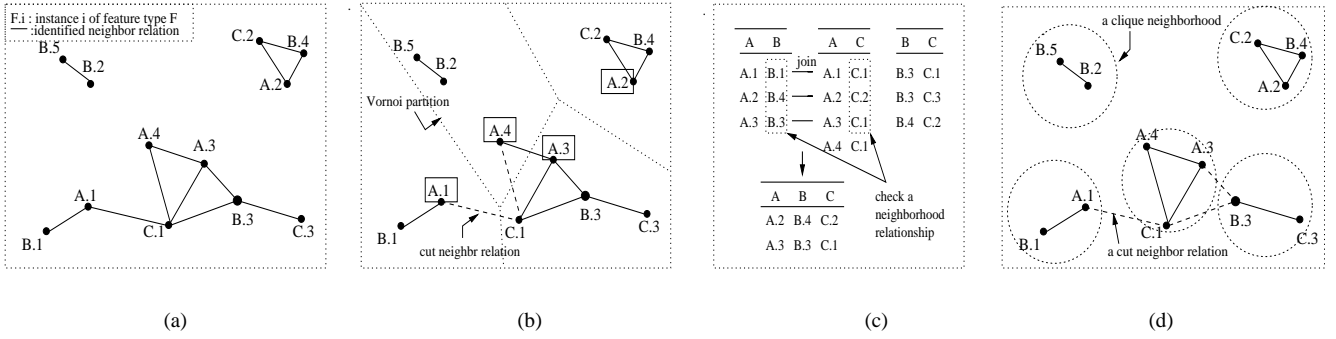 F.i : instance i of feature type F
— :identified neighbor relation
B.5
B.2
C.2
B.4
A.2
A.4
A.3
A.1
B.1
C.1
B.3
C.3
(a)
B.5
B.2
C.2
B.4
A.2
Vornoi partition
A.4
A.3
A.1
B.1
C.1
B.3
C.3
cut neighbr relation
(b)
A B A C B C
join
A.1 B.1 A.1 C.1 B.3 C.1
A.2 B.4 A.2 C.2 B.3 C.3
A.3 B.3 A.3 C.1 B.4 C.2
A.4 C.1
A B C
A.2 B.4 C.2
A.3 B.3 C.1
check a
neighborhood
relationship
(c)
a clique neighborhood
B.5
B.2
C.2
B.4
A.2
A.4
A.3
A.1
B.1
C.1
B.3
C.3
a cut neighbor relation
(d)